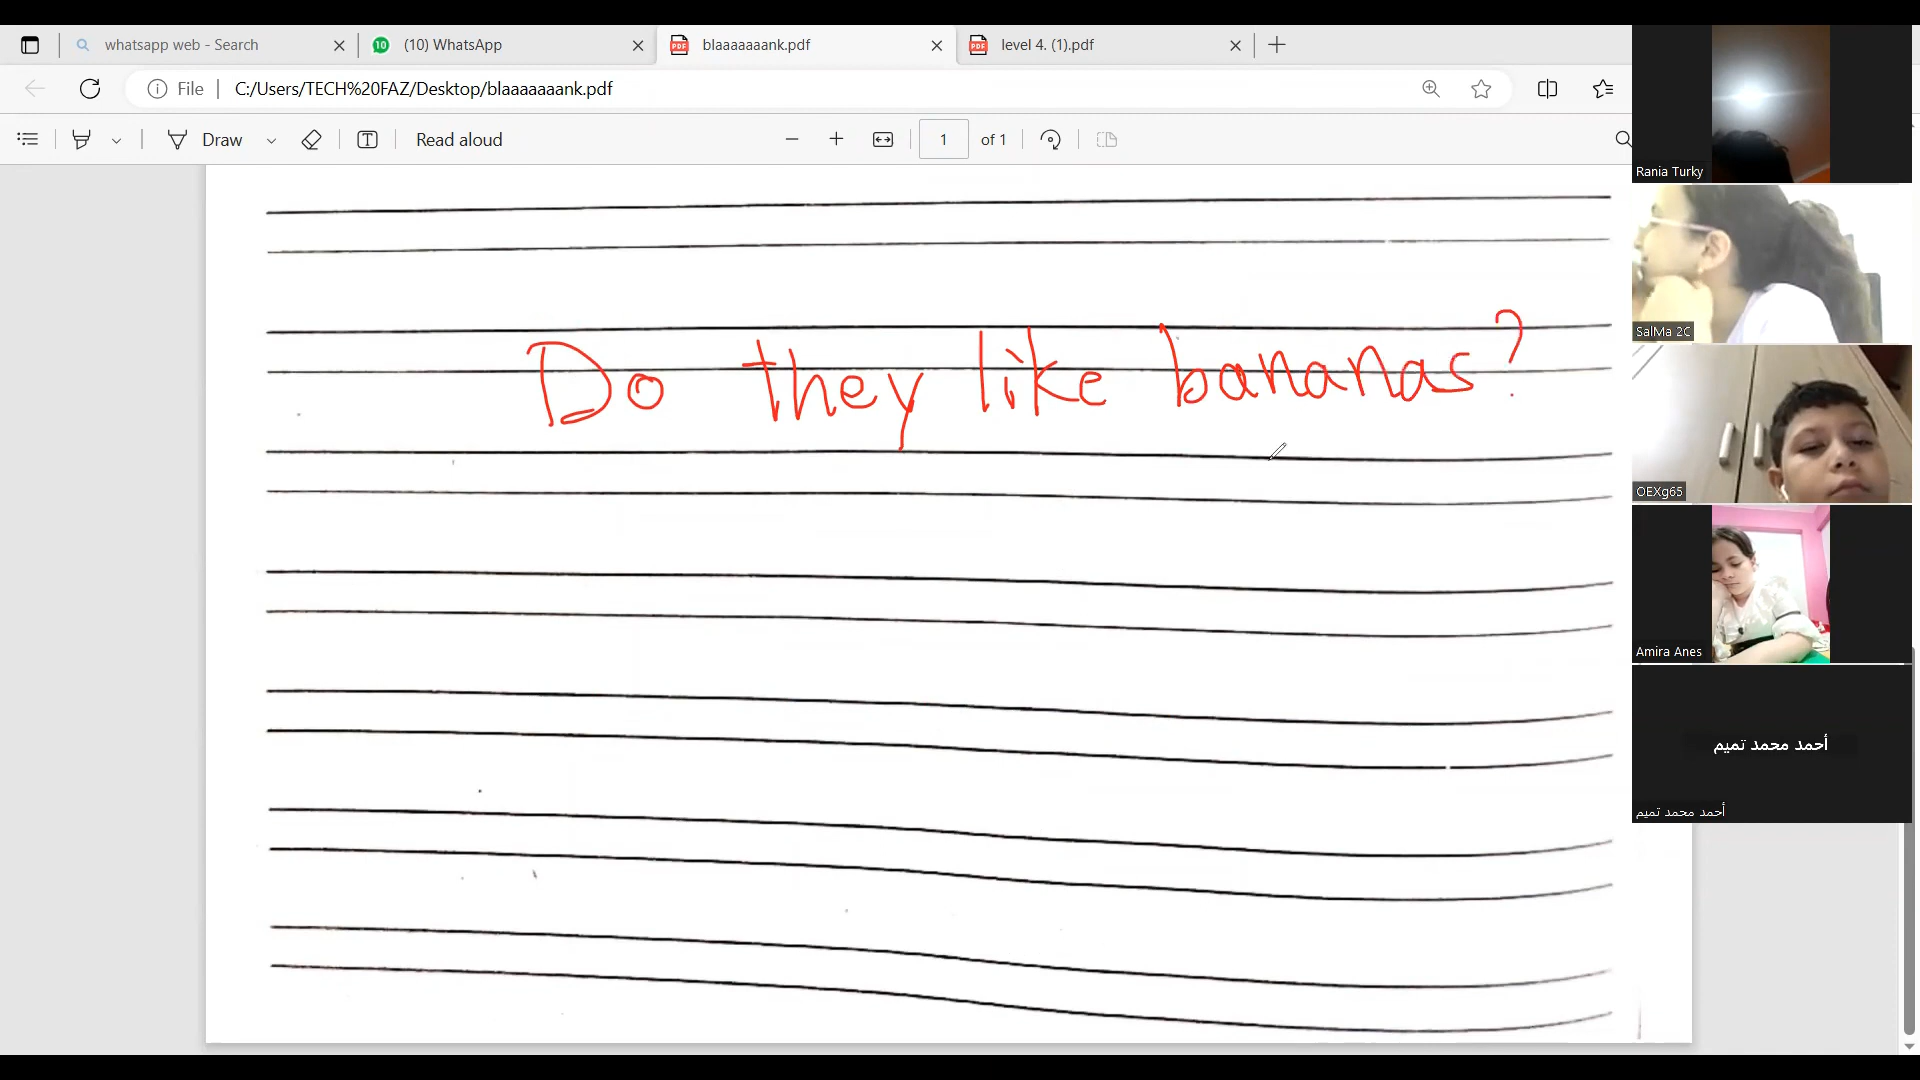 whatsapp web - Search
(10) WhatsApp
blaaaaaaank.pdf
level 4. (1).pdf
File
C:/Users/TECH%20FAZ/Desktop/blaaaaaaank.pdf
Draw
Read aloud
1 of 1
Do they like bananas?
Rania Turky
SalMa 2C
OEXg65
Amira Anes
أحمد محمد تميم
أحمد محمد تميم